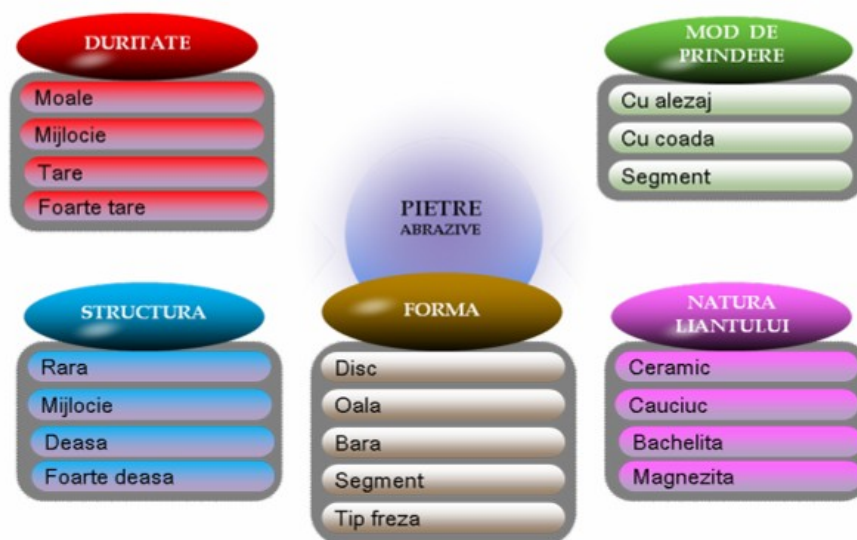 DURITATE
Moale
Mijlocie
Tare
Foarte tare
MOD DE
PRINDERE
Cu alezaj
Cu coada
Segment
PIETRE
ABRAZIVE
STRUCTURA
Rara
Mijlocie
Deasa
Foarte deasa
FORMA
Disc
Oala
Bara
Segment
Tip freza
NATURA
LIANTULUI
Ceramic
Cauciuc
Bachelita
Magnezita